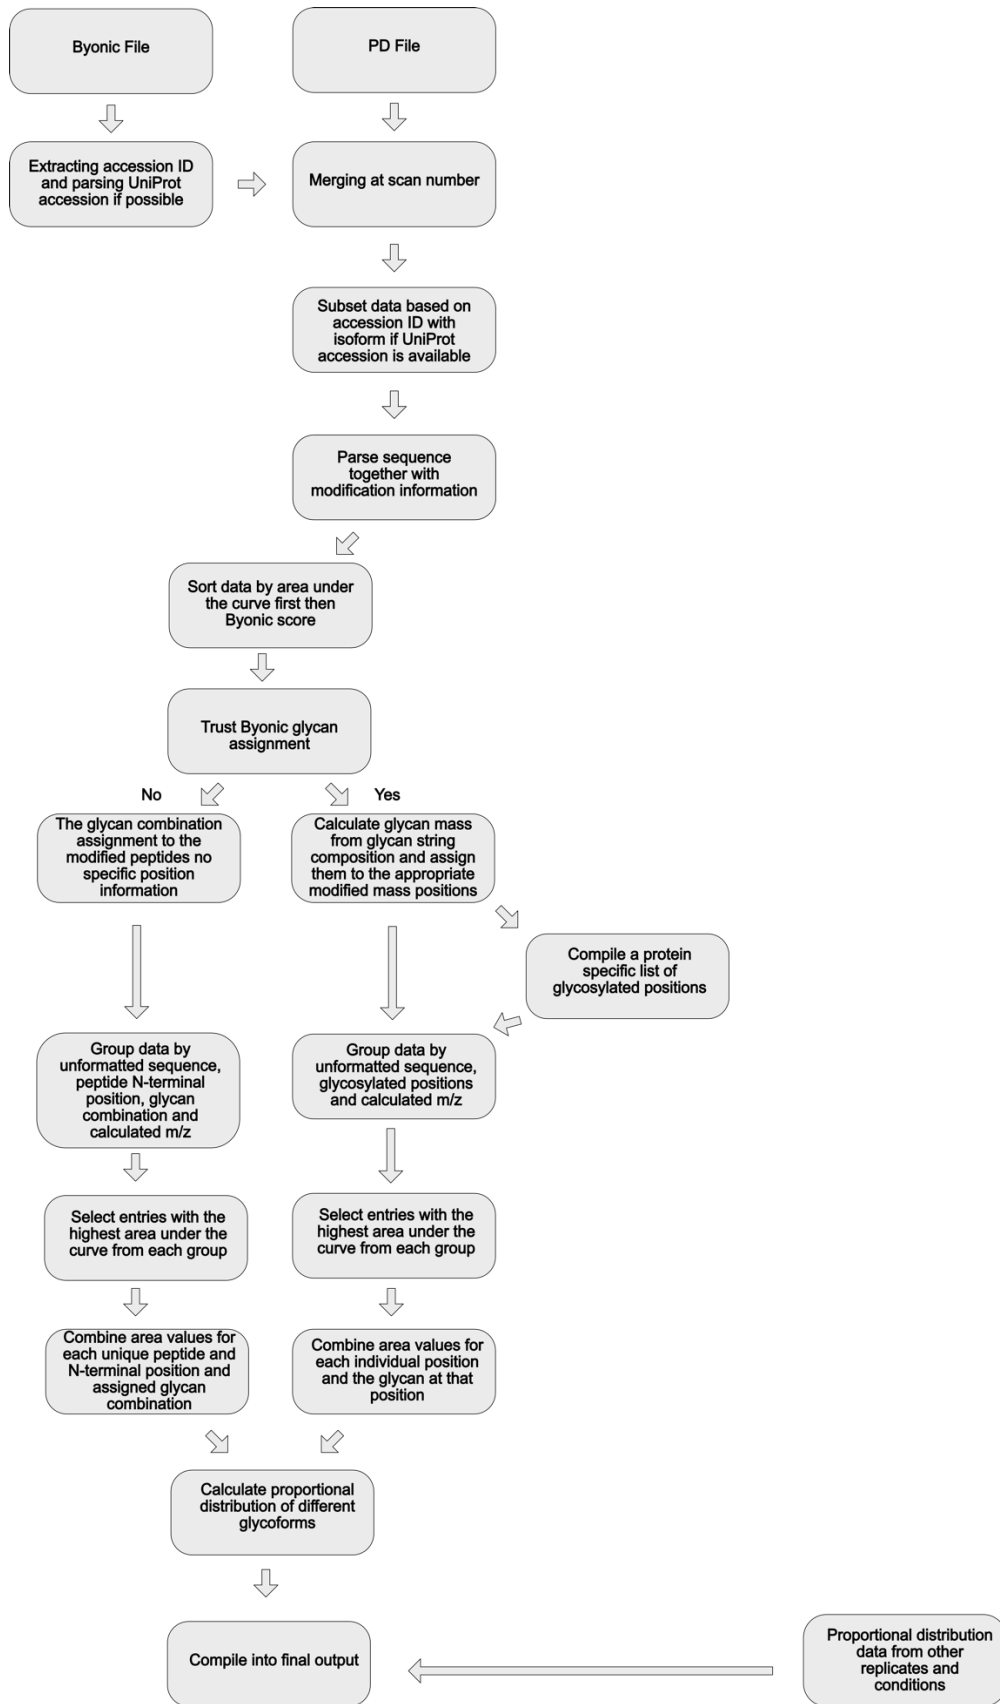 Byonic File
PD File
Extracting accession ID
and parsing UniProt
accession if possible
Merging at scan number
Subset data based on
accession ID with
isoform if UniProt
accession is available
Parse sequence
together with
modification information
Sort data by area under
the curve first then
Byonic score
Trust Byonic glycan
assignment
No
Yes
The glycan combination
assignment to the
modified peptides no
specific position
information
Calculate glycan mass
from glycan string
composition and assign
them to the appropriate
modified mass positions
Compile a protein
specific list of
glycosylated positions
Group data by
unformatted sequence,
peptide N-terminal
position, glycan
combination and
calculated m/z
Group data by
unformatted sequence,
glycosylated positions
and calculated m/z
Select entries with the
highest area under the
curve from each group
Select entries with the
highest area under the
curve from each group
Combine area values for
each unique peptide and
N-terminal position and
assigned glycan
combination
Combine area values for
each individual position
and the glycan at that
position
Calculate proportional
distribution of different
glycoforms
Compile into final output
Proportional distribution
data from other
replicates and
conditions